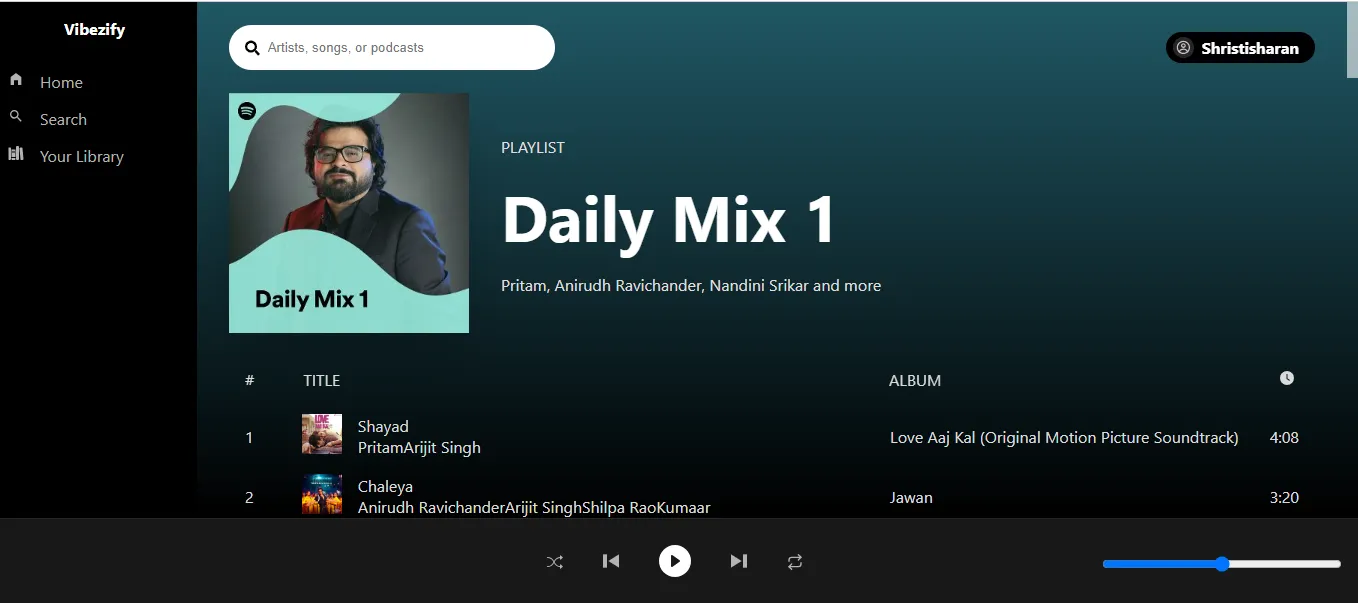 Vibezify
Home
Search
Your Library
Artists, songs, or podcasts
Shristisharan
Daily Mix 1
PLAYLIST
Daily Mix 1
Pritam, Anirudh Ravichander, Nandini Srikar and more
# TITLE ALBUM
1 Shayad Love Aaj Kal (Original Motion Picture Soundtrack) 4:08
PritamArijit Singh
2 Chaleya Jawan 3:20
Anirudh RavichanderArijit SinghShilpa RaoKumaar